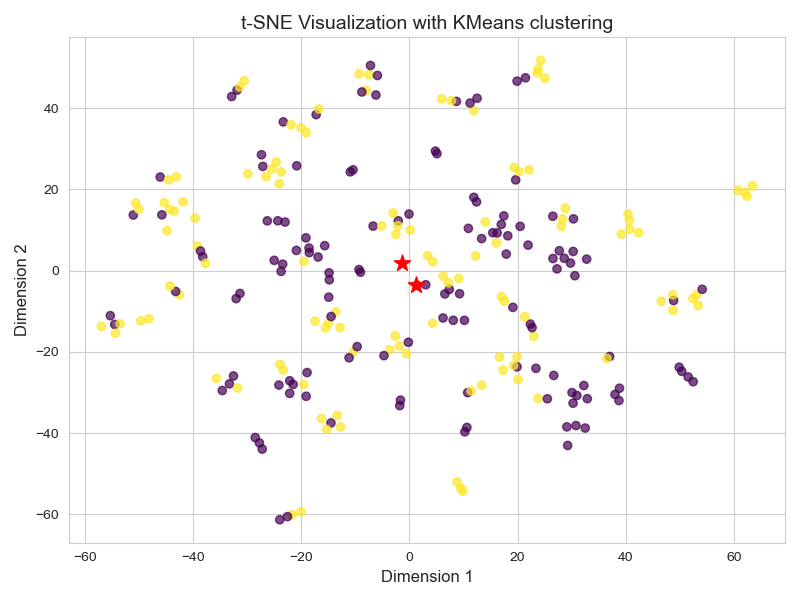 t-SNE Visualization with KMeans clustering
Dimension 2
40
20
0
−20
−40
−60
−60 −40 −20 0 20 40 60
Dimension 1